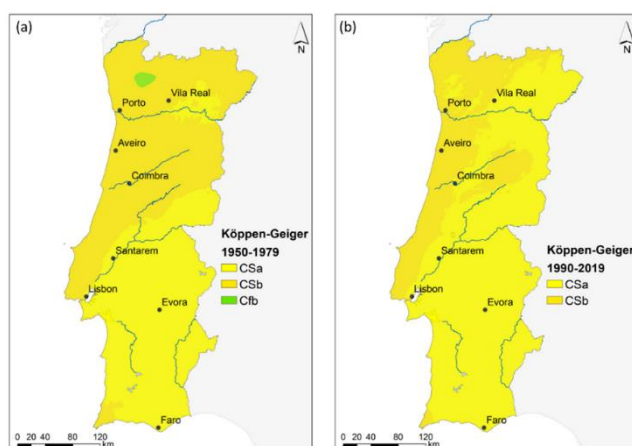 (a)
N
Porto
Vila Real
Aveiro
Coimbra
Santarem
Lisbon
Evora
Faro
Köppen-Geiger
1950-1979
CSa
CSb
Cfb
0 20 40 80 120
km
(b)
N
Porto
Vila Real
Aveiro
Coimbra
Santarem
Lisbon
Evora
Faro
Köppen-Geiger
1990-2019
CSa
CSb
0 20 40 80 120
km